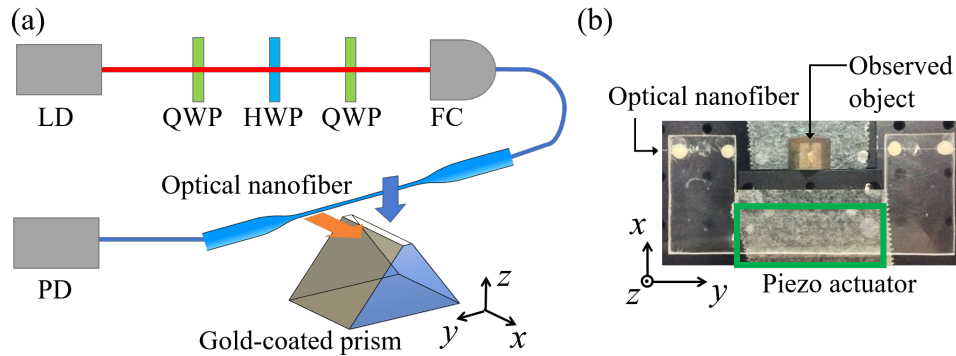 (a)
LD
QWP
HWP
QWP
FC
Optical nanofiber
PD
Gold-coated prism
z
y
x
(b)
Observed
object
Optical nanofiber
x
z
y
Piezo actuator